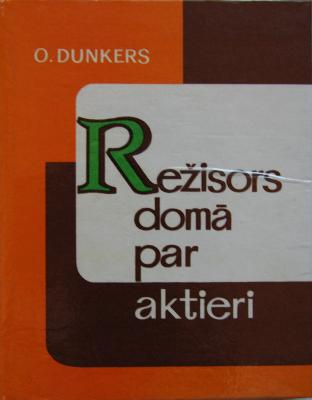 O. DUNKERS
Režisors
domā
par
aktieri